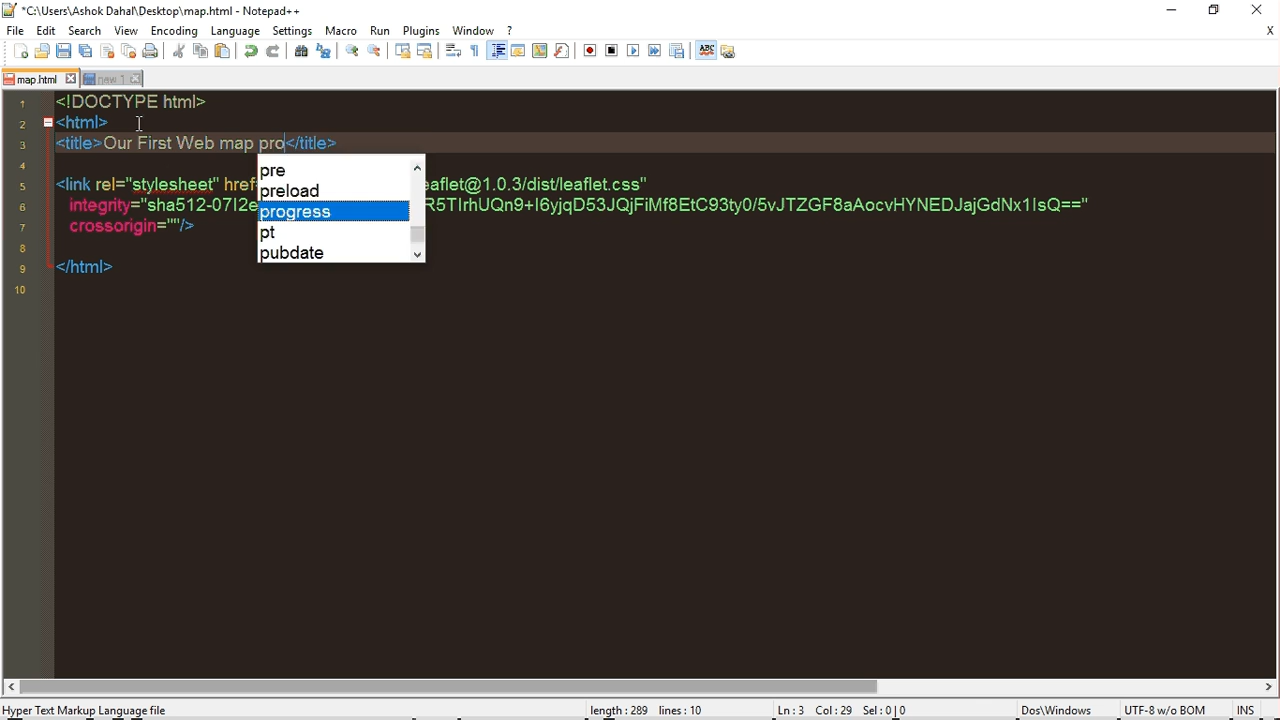 *C:\Users\Ashok Dahal\Desktop\map.html - Notepad++
File Edit Search View Encoding Language Settings Macro Run Plugins Window ? X
map.html new 1
1 <!DOCTYPE html>
2 <html>
3 <title>Our First Web map pro</title>
4
pre
5 <link rel="stylesheet" href eaflet@1.0.3/dist/leaflet.css"
preload
6 integrity="sha512-07I2e R5TIrhUQn9+I6yjqD53JQjFiMf8EtC93ty0/5vJTZGF8aAocvHYNEDJajGdNx1IsQ=="
progress
7 crossorigin=""/>
pt
8
pubdate
9 </html>
10
Hyper Text Markup Language file length : 289 lines : 10 Ln : 3 Col : 29 Sel : 0 | 0 Dos\Windows UTF-8 w/o BOM INS